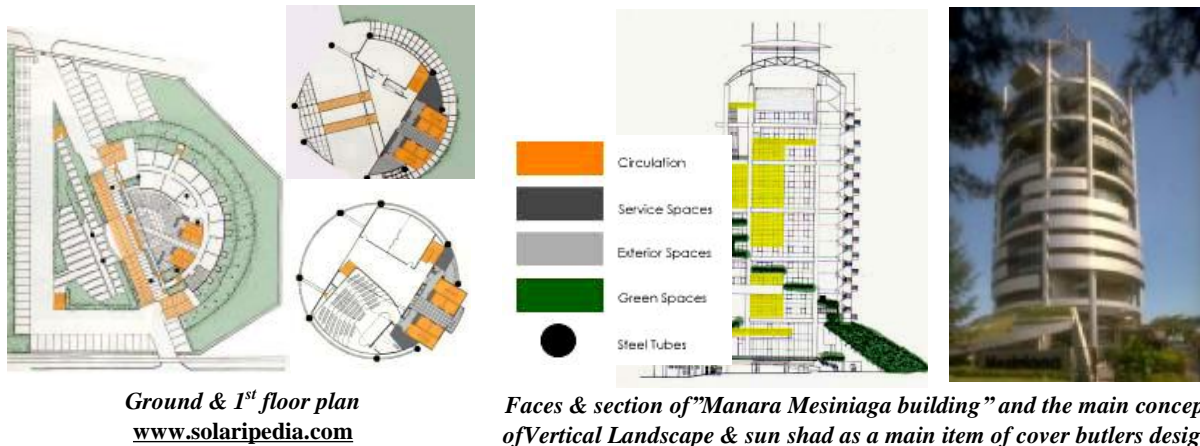 Circulation
Service Spaces
Exterior Spaces
Green Spaces
Steel Tubes
Ground & 1st floor plan
www.solaripedia.com
Faces & section of”Manara Mesiniaga building” and the main concep
ofVertical Landscape & sun shad as a main item of cover butlers desig